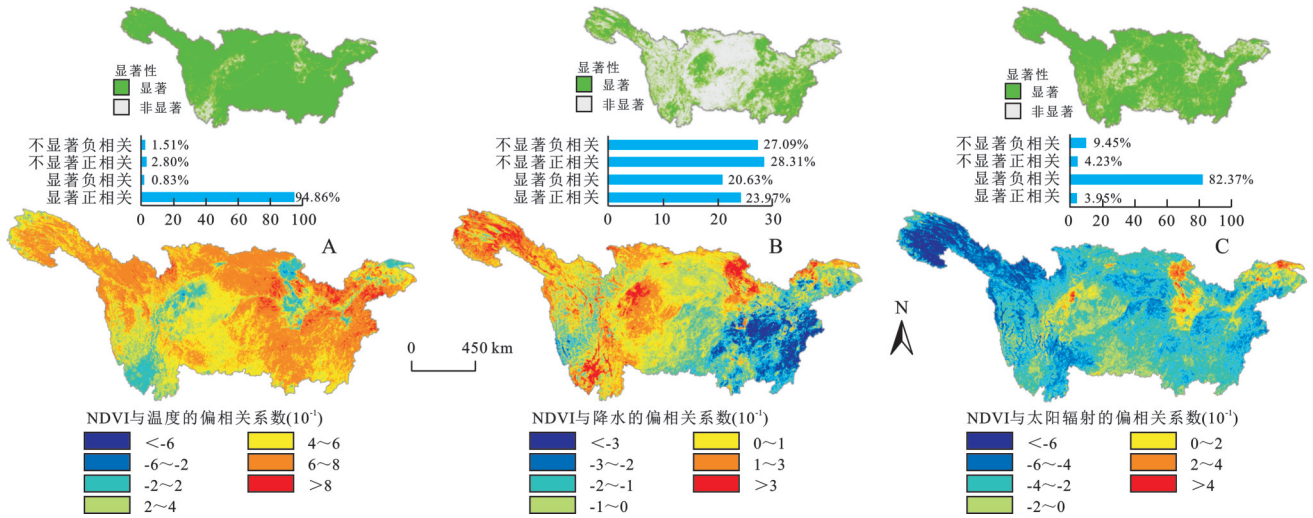 显著性
显著
非显著
不显著负相关 1.51%
不显著正相关 2.80%
显著负相关 0.83%
显著正相关 94.86%
0 20 40 60 80 100
A
NDVI与温度的偏相关系数(10⁻¹)
<-6
-6～-2
-2～2
2～4
4～6
6～8
>8
0 450 km
显著性
显著
非显著
不显著负相关 27.09%
不显著正相关 28.31%
显著负相关 20.63%
显著正相关 23.97%
0 10 20 30
B
NDVI与降水的偏相关系数(10⁻¹)
<-3
-3～-2
-2～-1
-1～0
0～1
1～3
>3
N
显著性
显著
非显著
不显著负相关 9.45%
不显著正相关 4.23%
显著负相关 82.37%
显著正相关 3.95%
0 20 40 60 80 100
C
NDVI与太阳辐射的偏相关系数(10⁻¹)
<-6
-6～-4
-4～-2
-2～0
0～2
2～4
>4